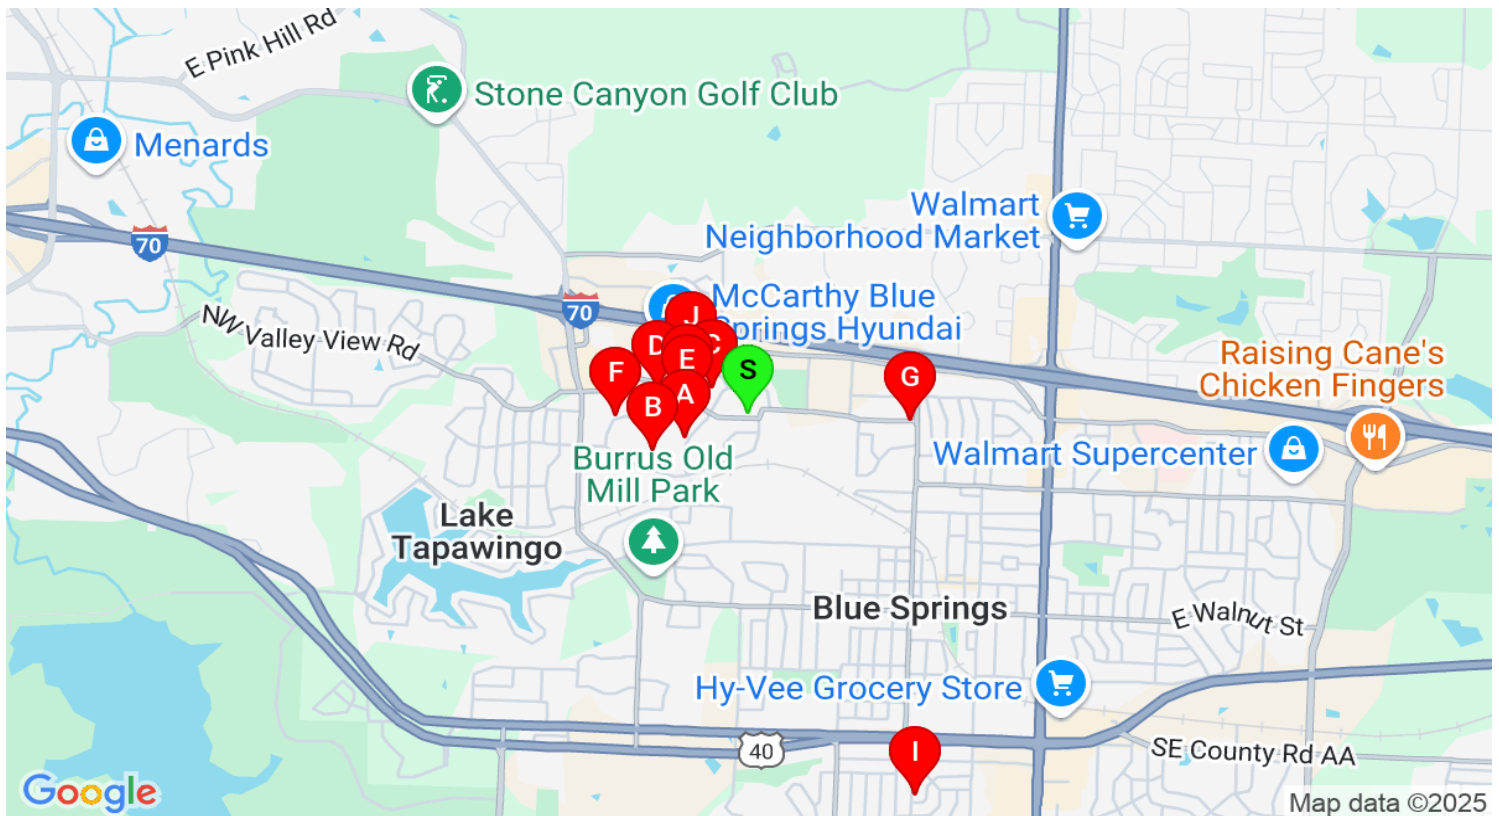 E Pink Hill Rd
Stone Canyon Golf Club
Menards
Walmart
Neighborhood Market
70
70
McCarthy Blue
Springs Hyundai
NW Valley View Rd
J
D
C
E
F
S
G
A
B
Raising Cane's
Chicken Fingers
Walmart Supercenter
Burrus Old
Mill Park
Lake
Tapawingo
Blue Springs
E Walnut St
Hy-Vee Grocery Store
40
I
SE County Rd AA
Google
Map data ©2025